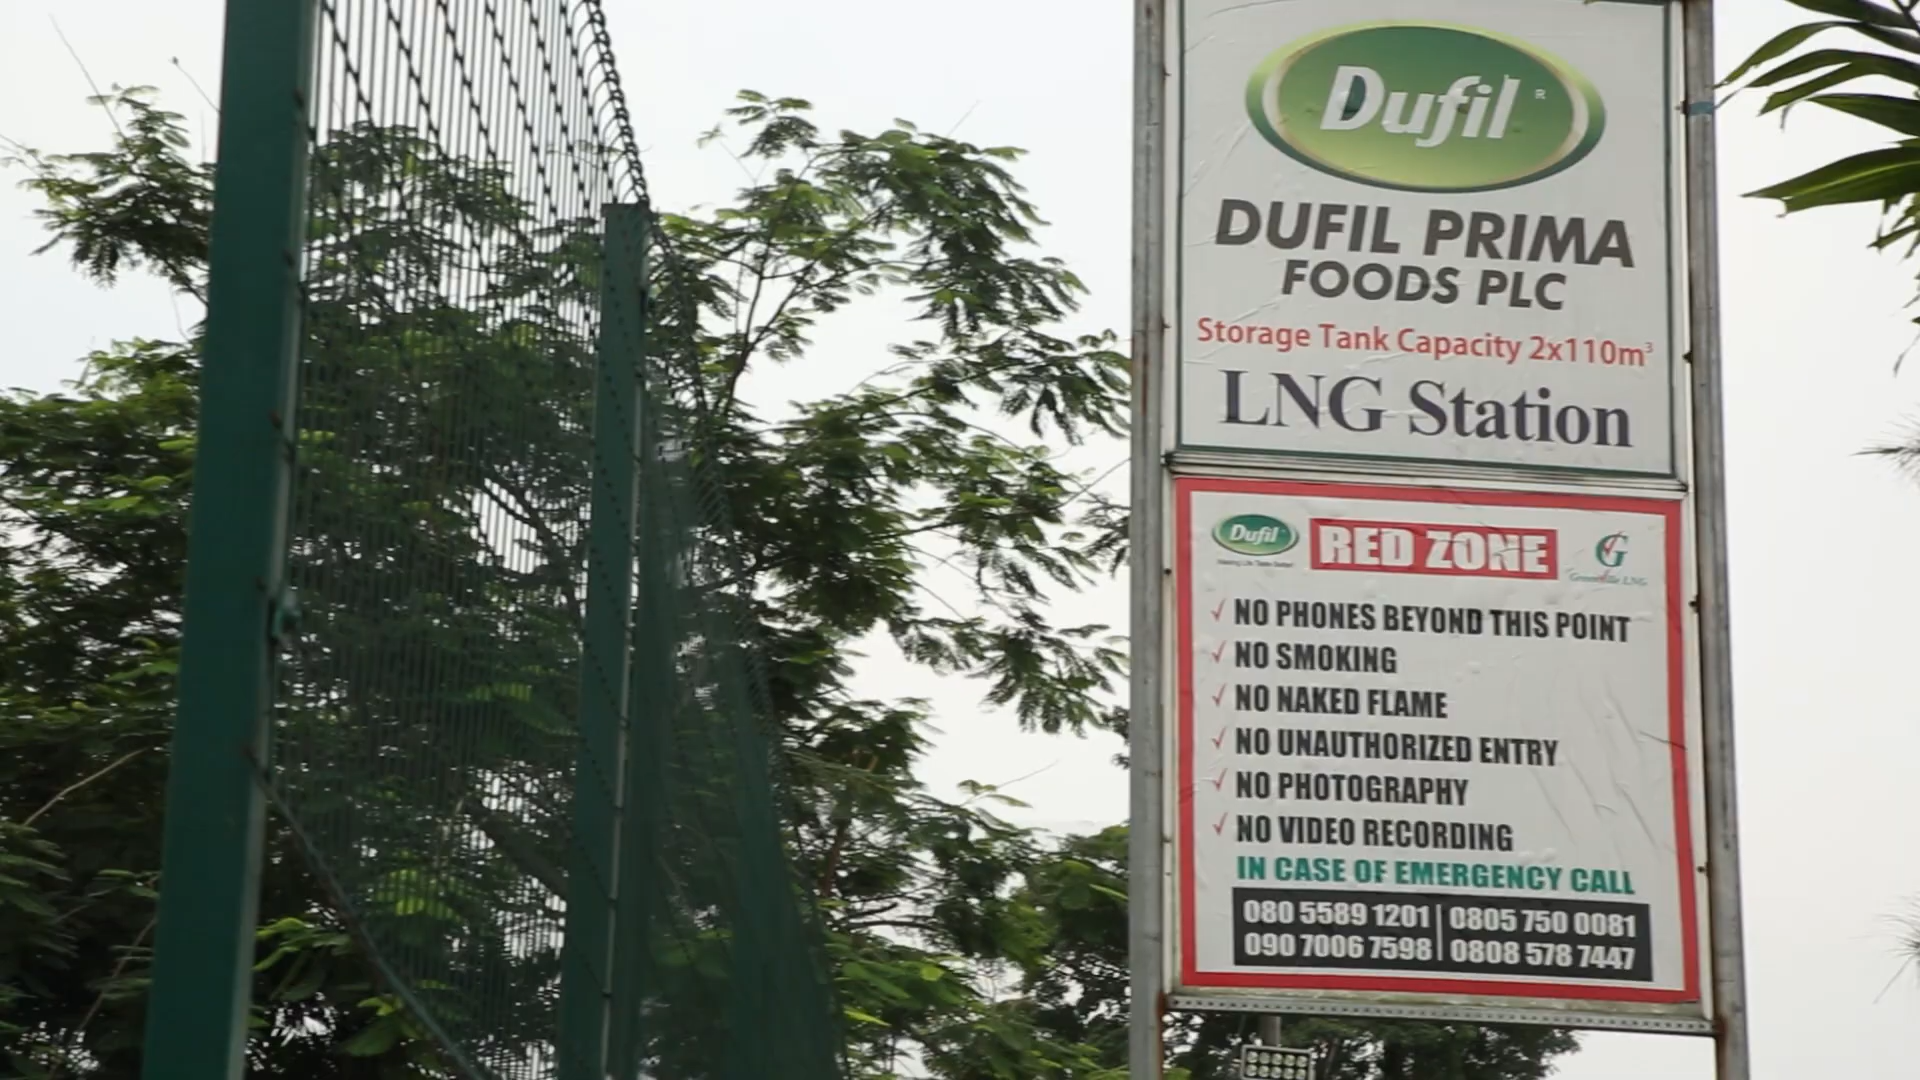 Dufil ®
DUFIL PRIMA
FOODS PLC
Storage Tank Capacity 2x110m³
LNG Station
Dufil
RED ZONE
G
Greenville LNG
✓ NO PHONES BEYOND THIS POINT
✓ NO SMOKING
✓ NO NAKED FLAME
✓ NO UNAUTHORIZED ENTRY
✓ NO PHOTOGRAPHY
✓ NO VIDEO RECORDING
IN CASE OF EMERGENCY CALL
080 5589 1201 | 0805 750 0081
090 7006 7598 | 0808 578 7447